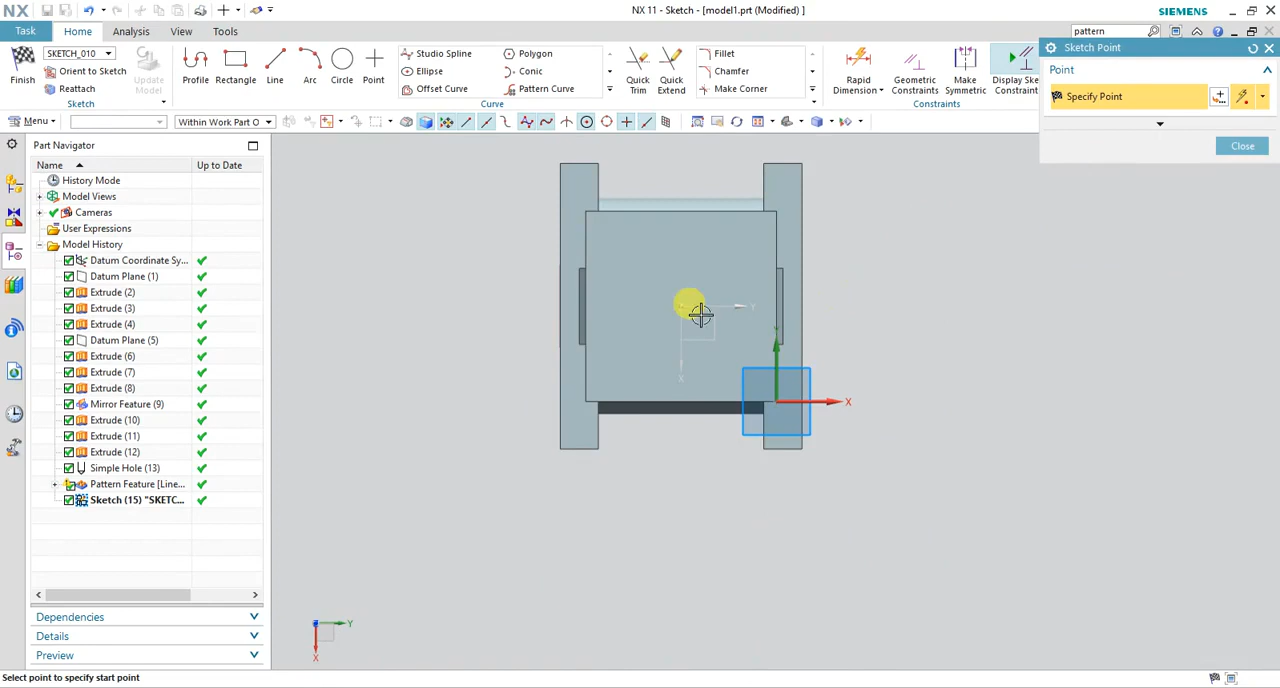 NX
NX 11 - Sketch - [model1.prt (Modified) ]
SIEMENS
Task
Home
Analysis
View
Tools
pattern
SKETCH_010
Orient to Sketch
Reattach
Finish
Update
Model
Sketch
Profile
Rectangle
Line
Arc
Circle
Point
Studio Spline
Ellipse
Offset Curve
Polygon
Conic
Pattern Curve
Curve
Quick
Trim
Quick
Extend
Fillet
Chamfer
Make Corner
Rapid
Dimension
Geometric
Constraints
Make
Symmetric
Display Ske
Constraint
Constraints
Sketch Point
Point
Specify Point
Close
Menu
Within Work Part O
Part Navigator
Name
Up to Date
History Mode
Model Views
Cameras
User Expressions
Model History
Datum Coordinate Sy...
Datum Plane (1)
Extrude (2)
Extrude (3)
Extrude (4)
Datum Plane (5)
Extrude (6)
Extrude (7)
Extrude (8)
Mirror Feature (9)
Extrude (10)
Extrude (11)
Extrude (12)
Simple Hole (13)
Pattern Feature [Line...
Sketch (15) "SKETC...
Dependencies
Details
Preview
Y
X
Y
X
Y
X
Select point to specify start point